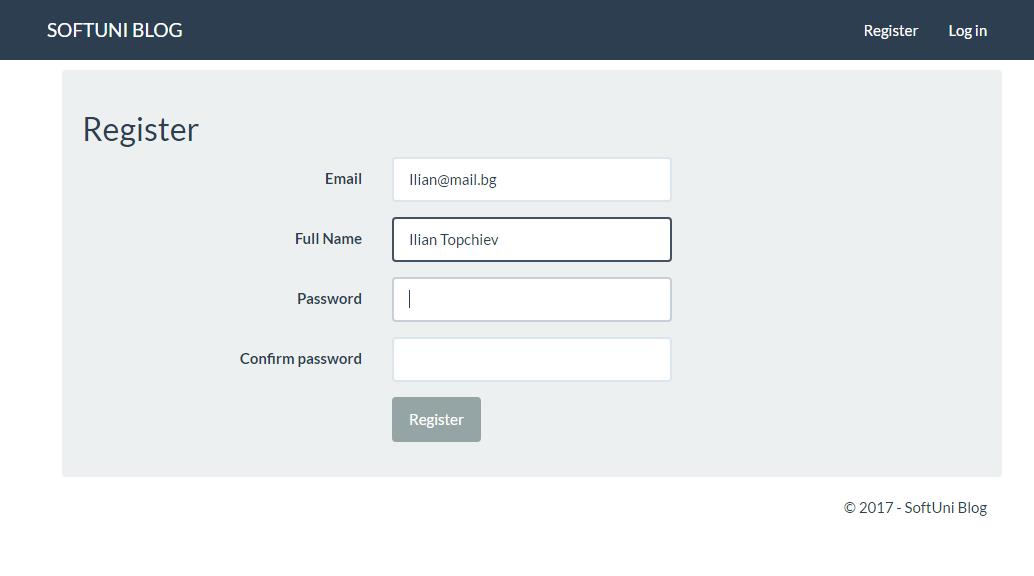 SOFTUNI BLOG Register Log in
Register
Email Ilian@mail.bg
Full Name Ilian Topchiev
Password
Confirm password
Register
© 2017 - SoftUni Blog